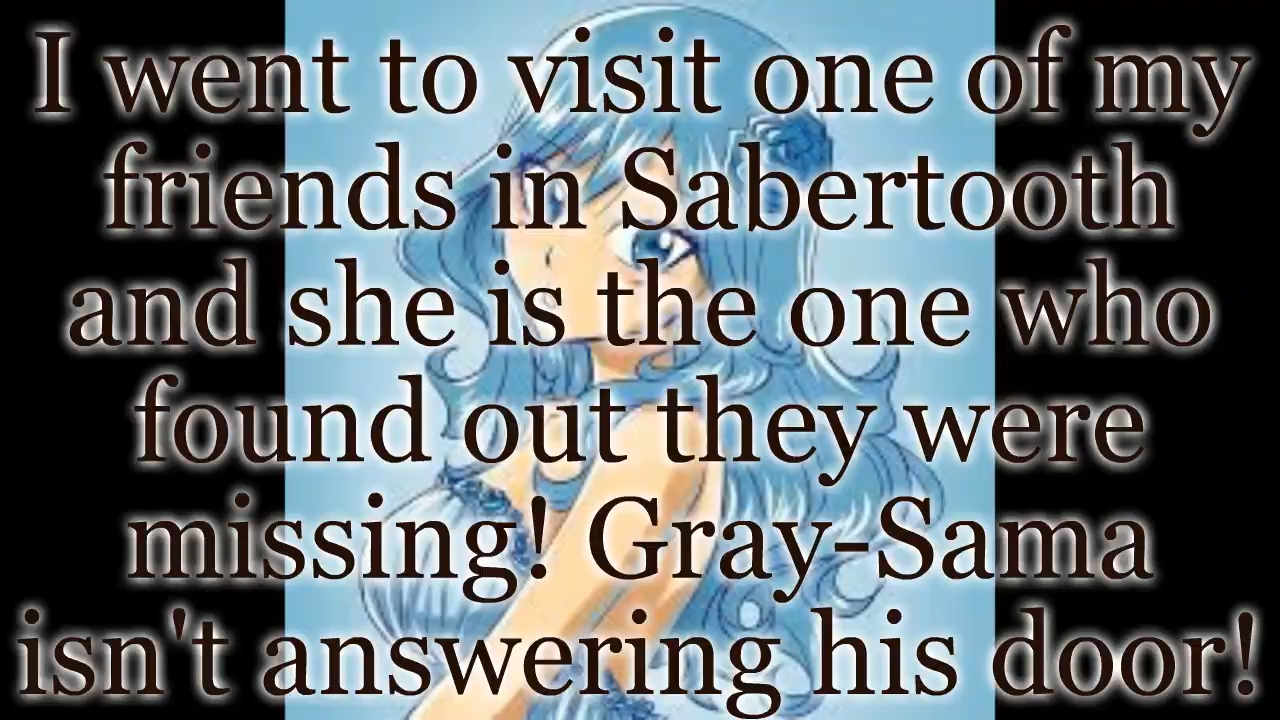 I went to visit one of my
friends in Sabertooth
and she is the one who
found out they were
missing! Gray-Sama
isn't answering his door!